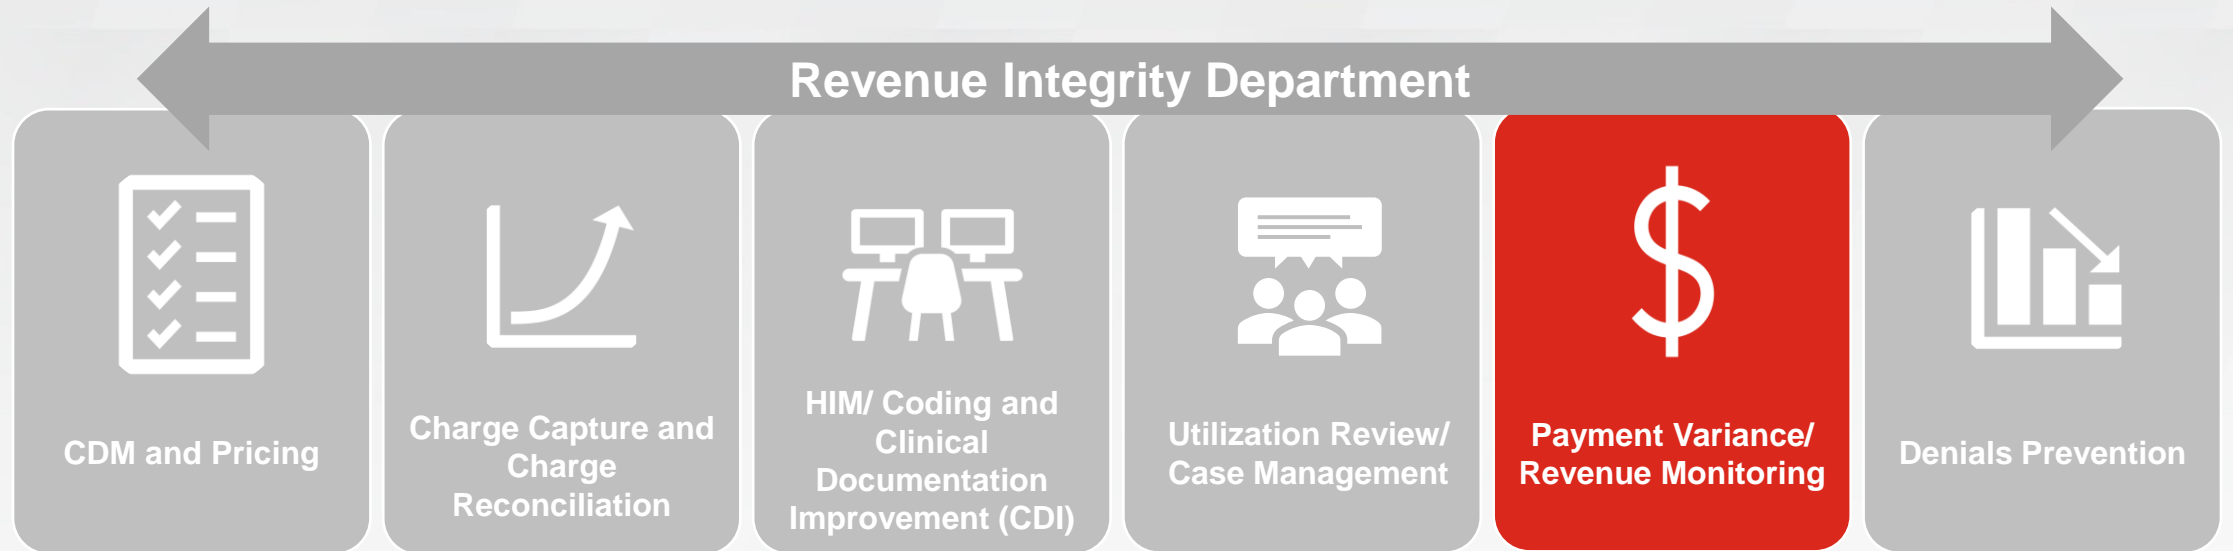 Revenue Integrity Department
CDM and Pricing
Charge Capture and
Charge
Reconciliation
HIM/ Coding and
Clinical
Documentation
Improvement (CDI)
Utilization Review/
Case Management
Payment Variance/
Revenue Monitoring
Denials Prevention